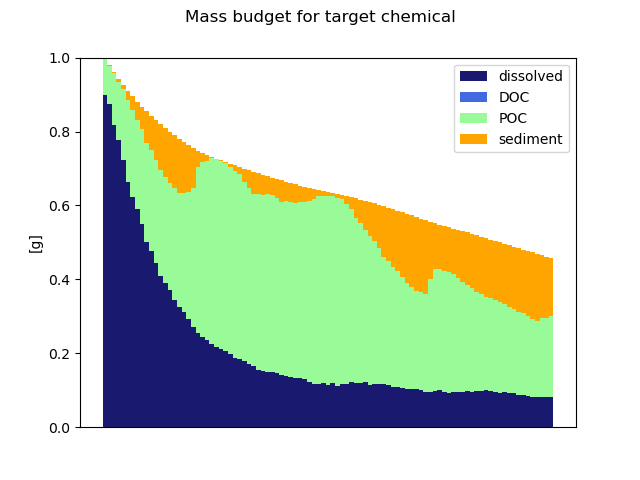 Mass budget for target chemical
1.0
0.8
0.6
0.4
0.2
0.0
[g]
dissolved
DOC
POC
sediment